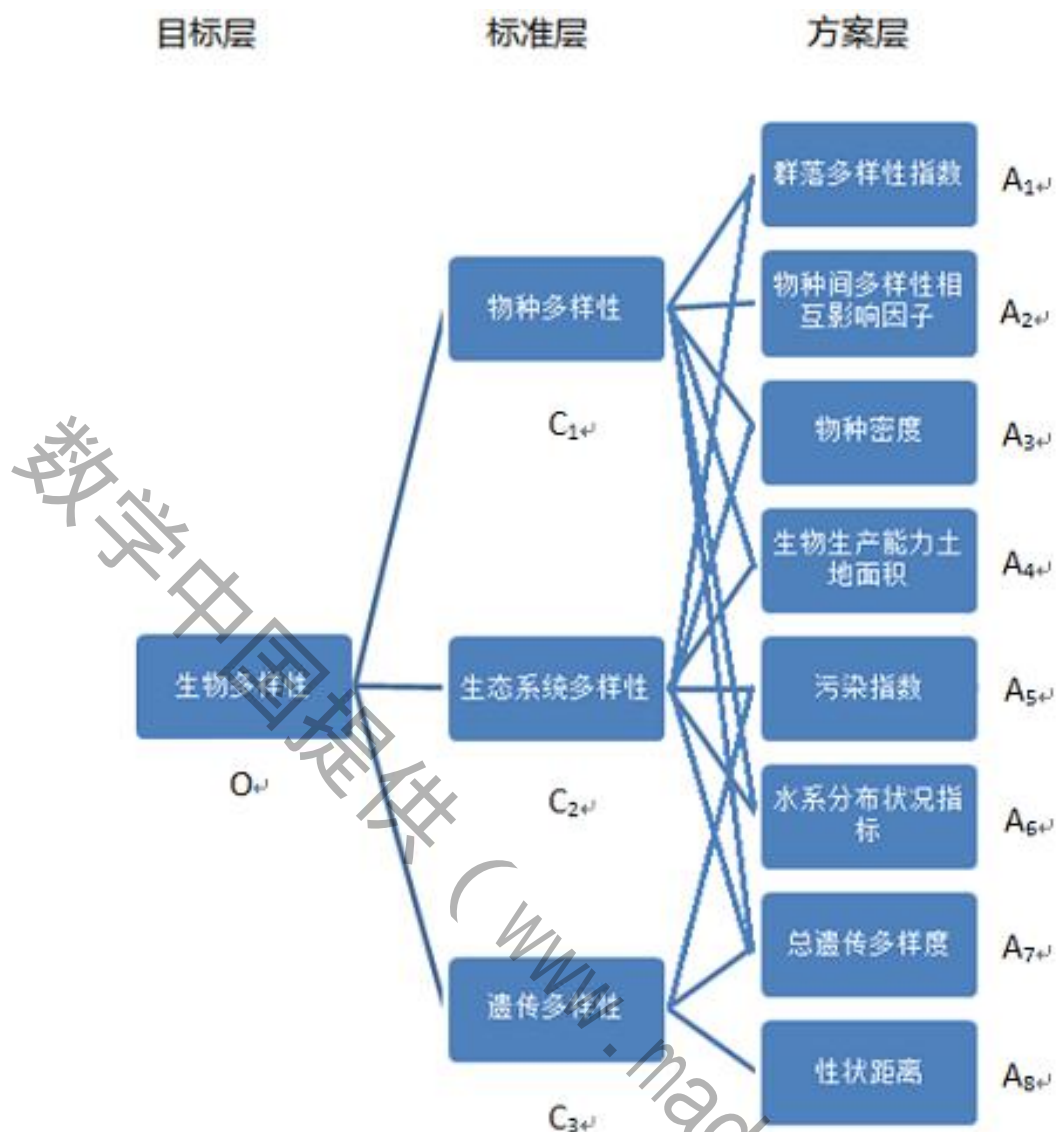 目标层
标准层
方案层
群落多样性指数
A1
物种多样性
物种间多样性相
互影响因子
A2
C1
物种密度
A3
生物生产能力土
地面积
A4
生物多样性
生态系统多样性
污染指数
A5
O
C2
水系分布状况指
标
A6
总遗传多样度
A7
遗传多样性
性状距离
A8
C3
数学中国提供（www.mad